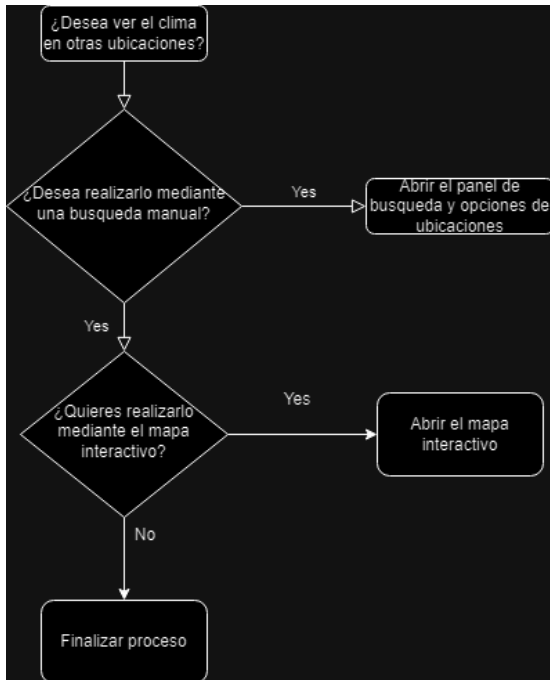 ¿Desea ver el clima
en otras ubicaciones?
¿Desea realizarlo mediante
una busqueda manual?
Yes
Abrir el panel de
busqueda y opciones de
ubicaciones
Yes
¿Quieres realizarlo
mediante el mapa
interactivo?
Yes
Abrir el mapa
interactivo
No
Finalizar proceso